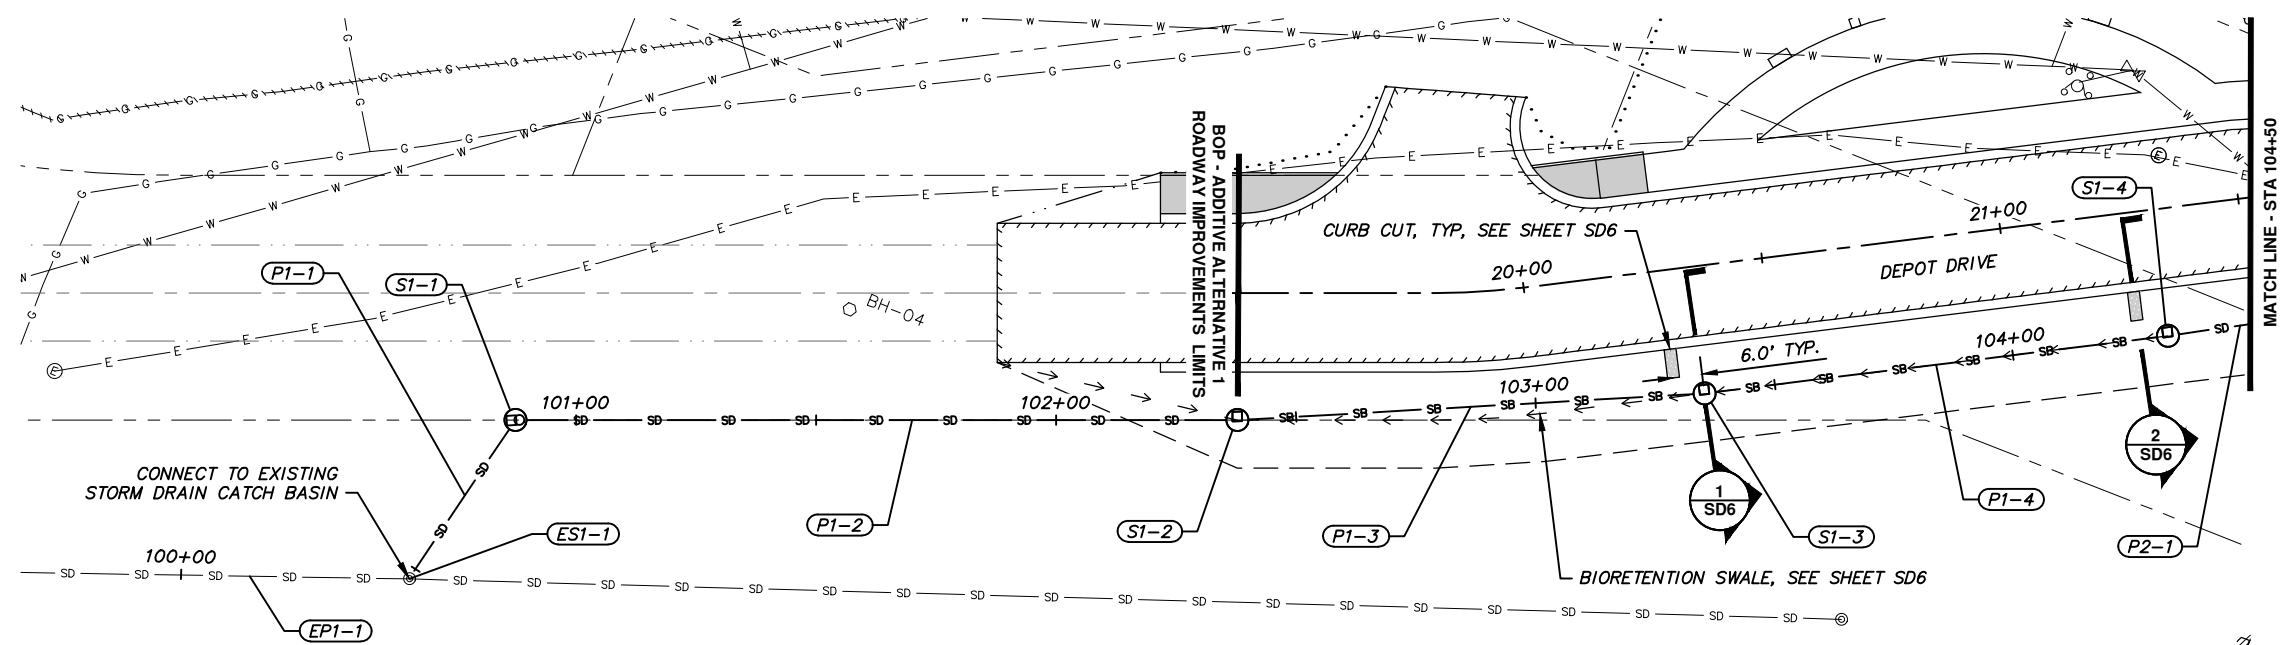 BOP - ADDITIVE ALTERNATIVE 1
ROADWAY IMPROVEMENTS LIMITS
MATCH LINE - STA 104+50
S1-4
CURB CUT, TYP, SEE SHEET SD6
21+00
20+00
DEPOT DRIVE
P1-1
S1-1
BH-04
6.0' TYP.
104+00
103+00
101+00
102+00
CONNECT TO EXISTING
STORM DRAIN CATCH BASIN
2
SD6
1
SD6
P1-4
P1-2
S1-2
P1-3
S1-3
ES1-1
P2-1
100+00
BIORETENTION SWALE, SEE SHEET SD6
EP1-1